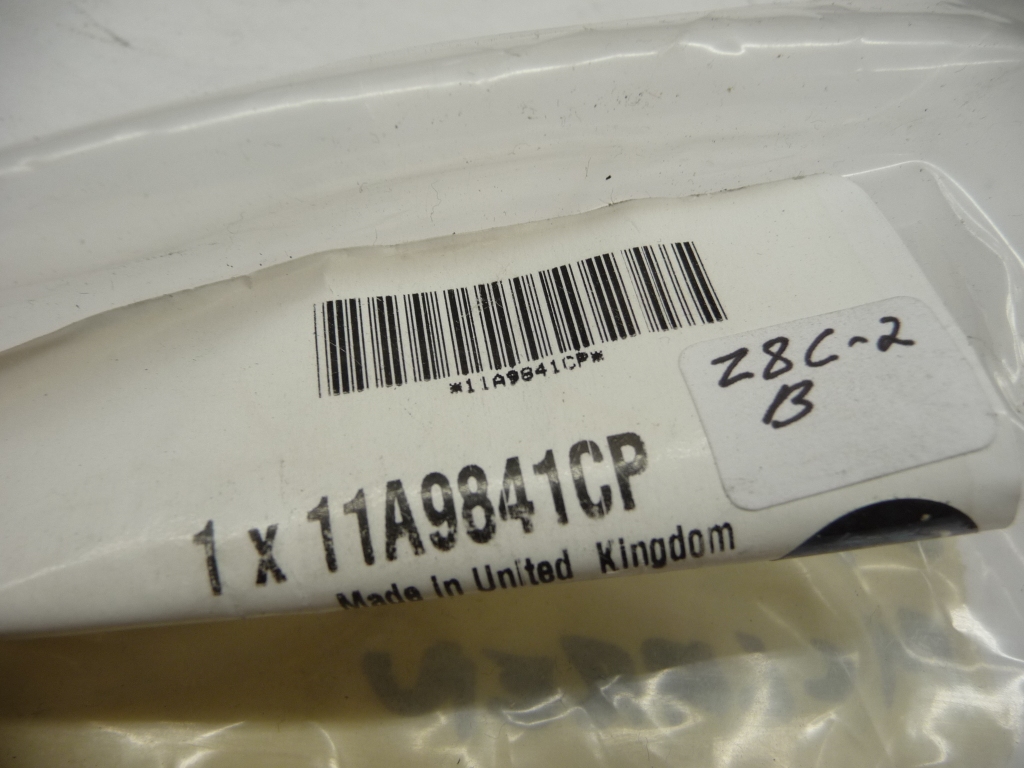 *11A9841CP*
Z8C-2
B
1 x 11A9841CP
Made in United Kingdom